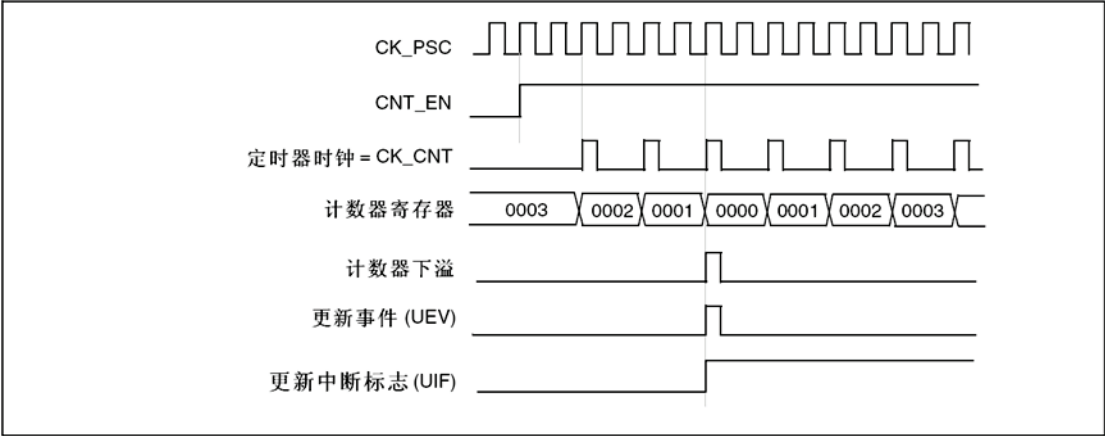 CK_PSC
CNT_EN
定时器时钟 = CK_CNT
计数器寄存器 0003 0002 0001 0000 0001 0002 0003
计数器下溢
更新事件 (UEV)
更新中断标志 (UIF)